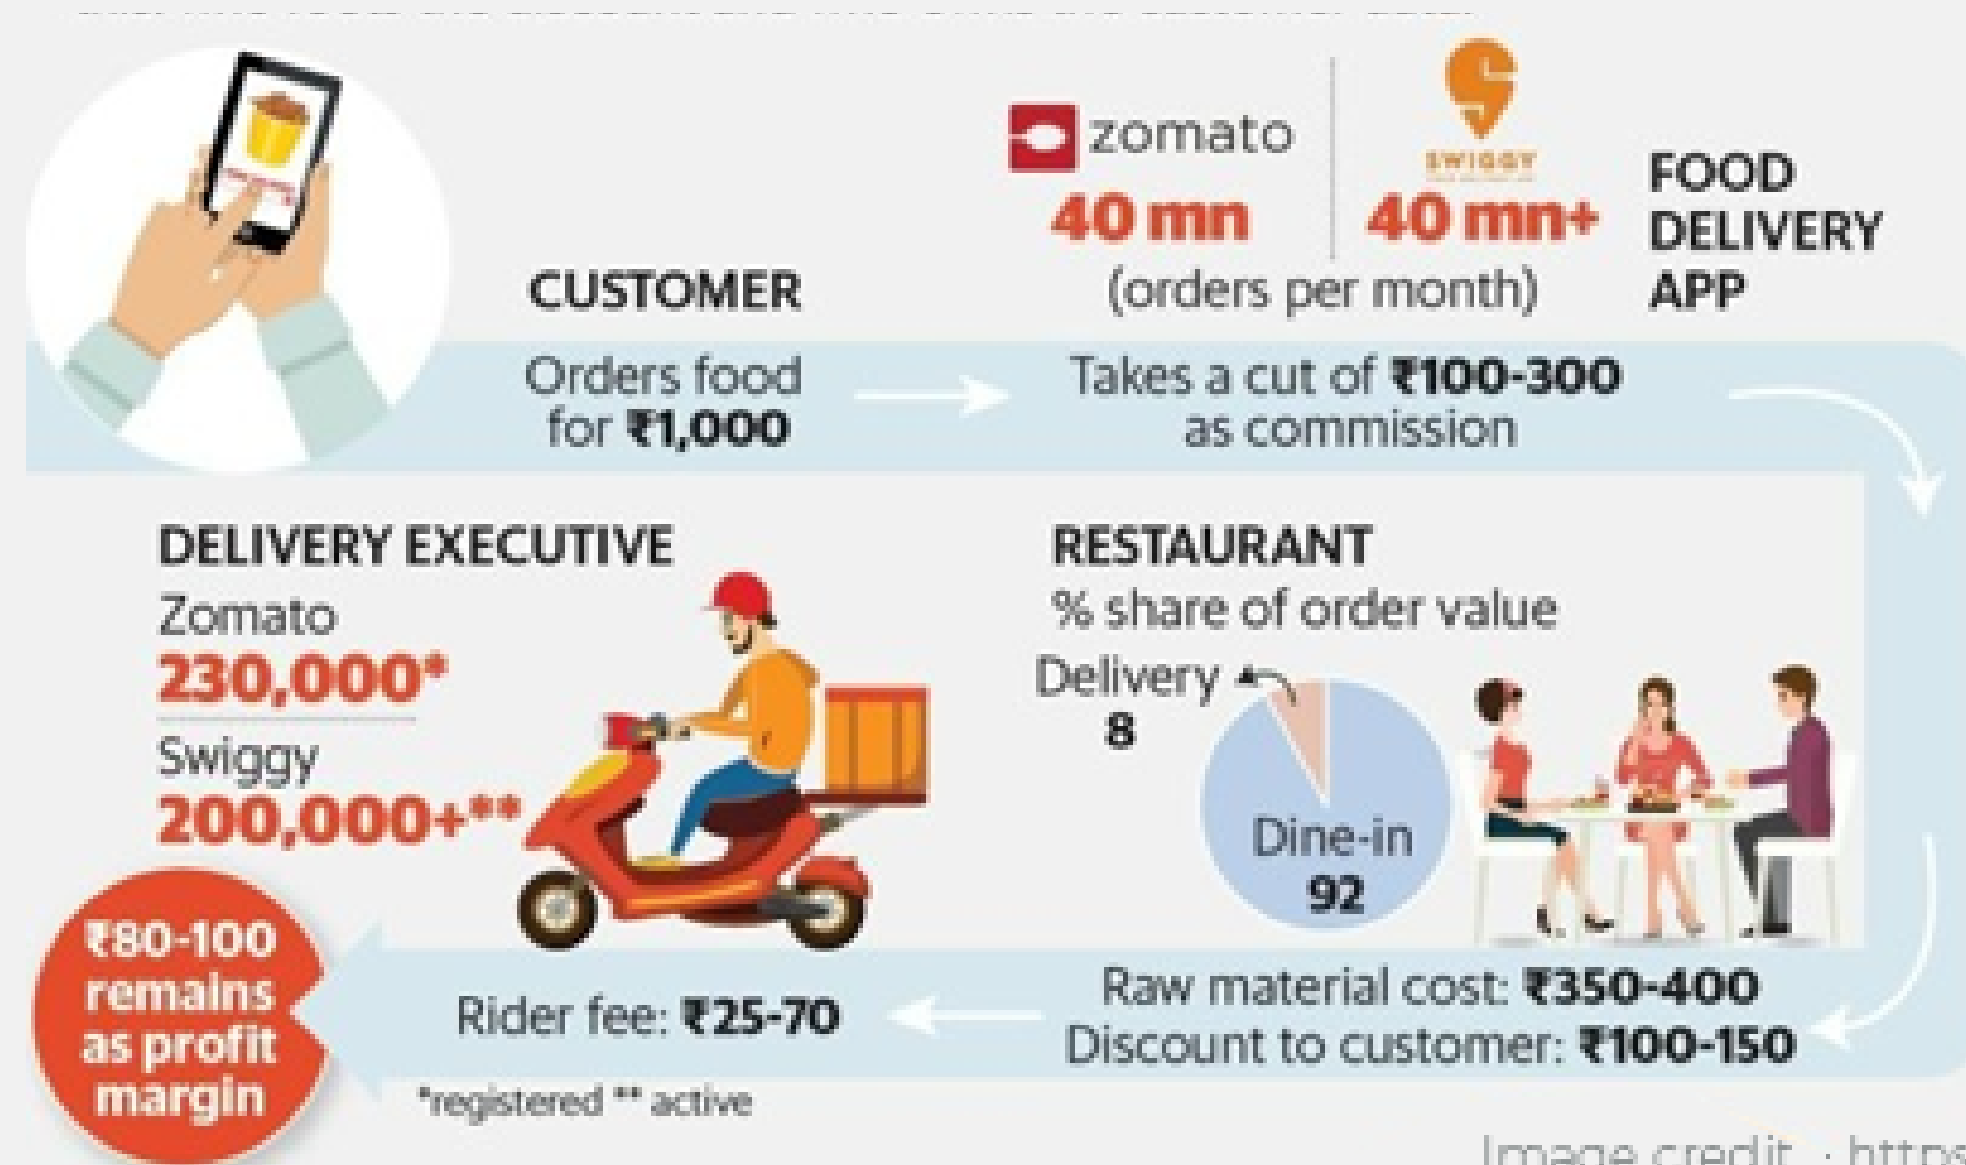 zomato
SWIGGY
40 mn
40 mn+
(orders per month)
FOOD
DELIVERY
APP
CUSTOMER
Orders food
for ₹1,000
Takes a cut of ₹100-300
as commission
DELIVERY EXECUTIVE
Zomato
230,000*
Swiggy
200,000+**
RESTAURANT
% share of order value
Delivery
8
Dine-in
92
Raw material cost: ₹350-400
Discount to customer: ₹100-150
Rider fee: ₹25-70
₹80-100
remains
as profit
margin
*registered ** active
Image credit : https